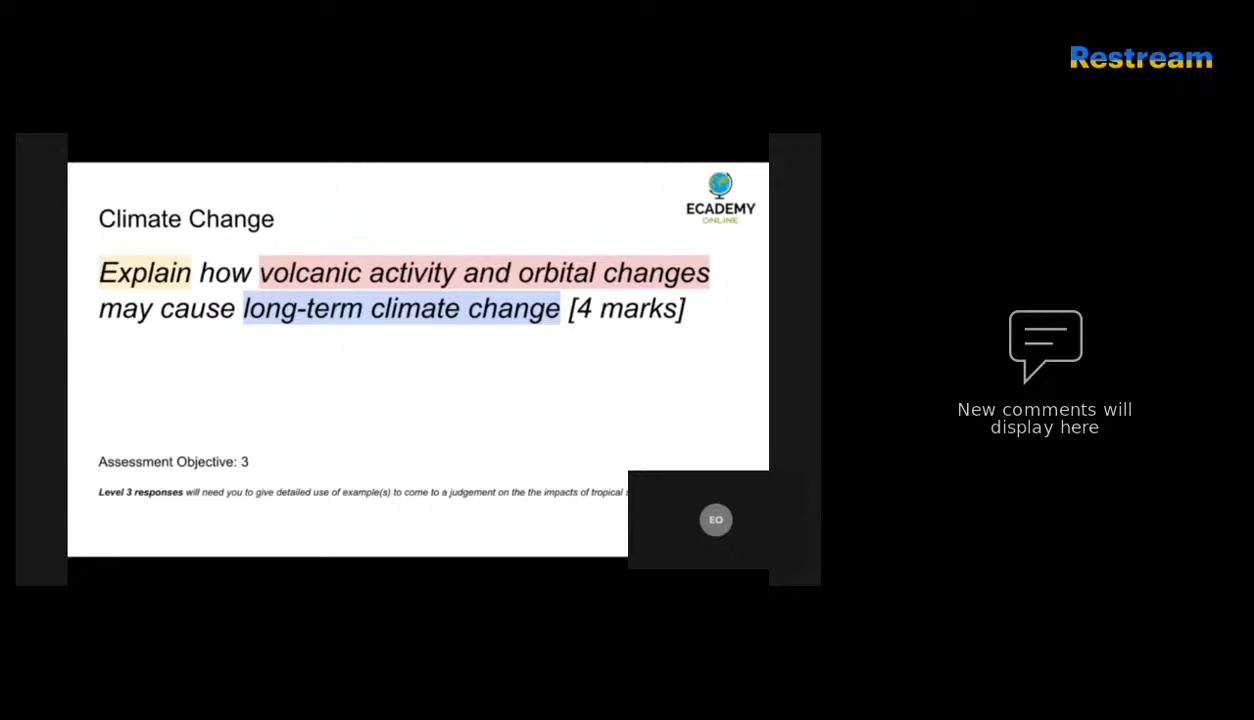 Restream
ECADEMY
ONLINE
Climate Change
Explain how volcanic activity and orbital changes
may cause long-term climate change [4 marks]
Assessment Objective: 3
Level 3 responses will need you to give detailed use of example(s) to come to a judgement on the the impacts of tropical
EO
New comments will
display here